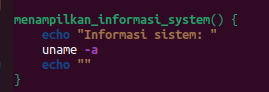 menampilkan_informasi_system() {
    echo "Informasi sistem: "
    uname -a
    echo ""
}